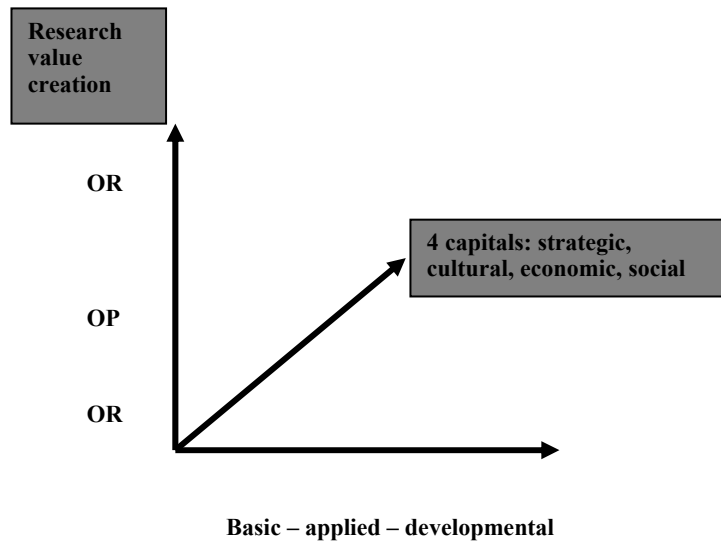 Research
value
creation
OR
4 capitals: strategic,
cultural, economic, social
OP
OR
Basic – applied – developmental